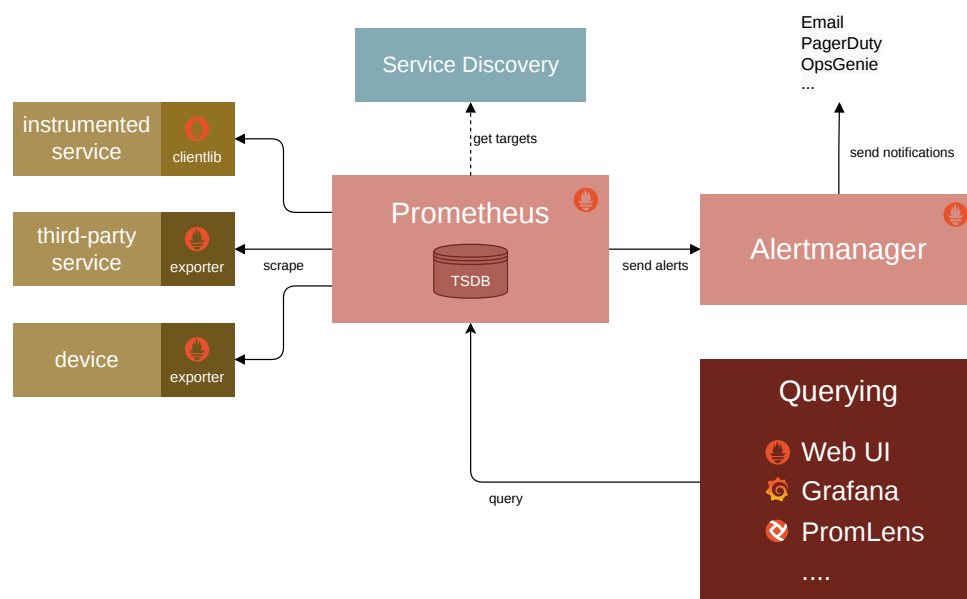 Email
PagerDuty
OpsGenie
...
Service Discovery
get targets
send notifications
instrumented
service
clientlib
Prometheus
TSDB
Alertmanager
third-party
service
exporter
scrape
send alerts
device
exporter
Querying
Web UI
Grafana
PromLens
....
query